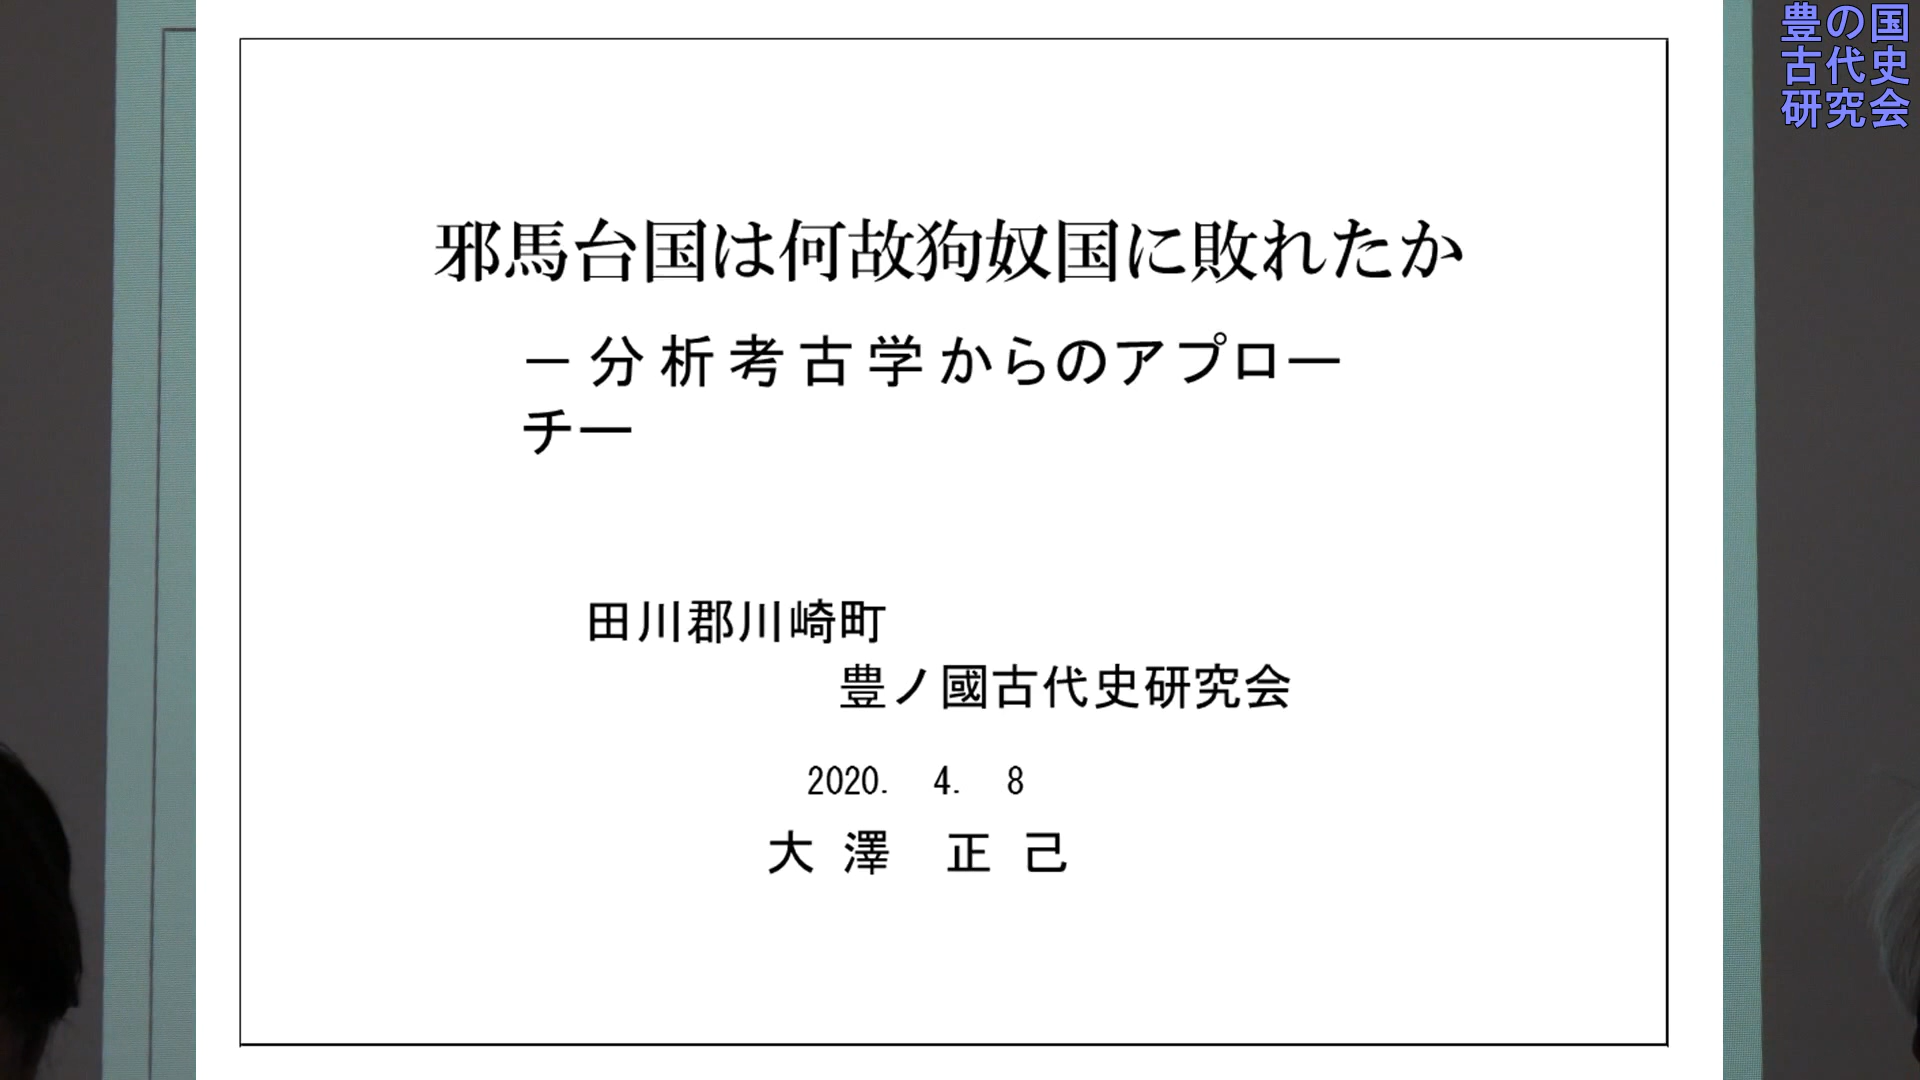 豊の国
古代史
研究会
邪馬台国は何故狗奴国に敗れたか
－分析考古学からのアプロー
チー
田川郡川崎町
豊ノ國古代史研究会
2020. 4. 8
大澤 正己